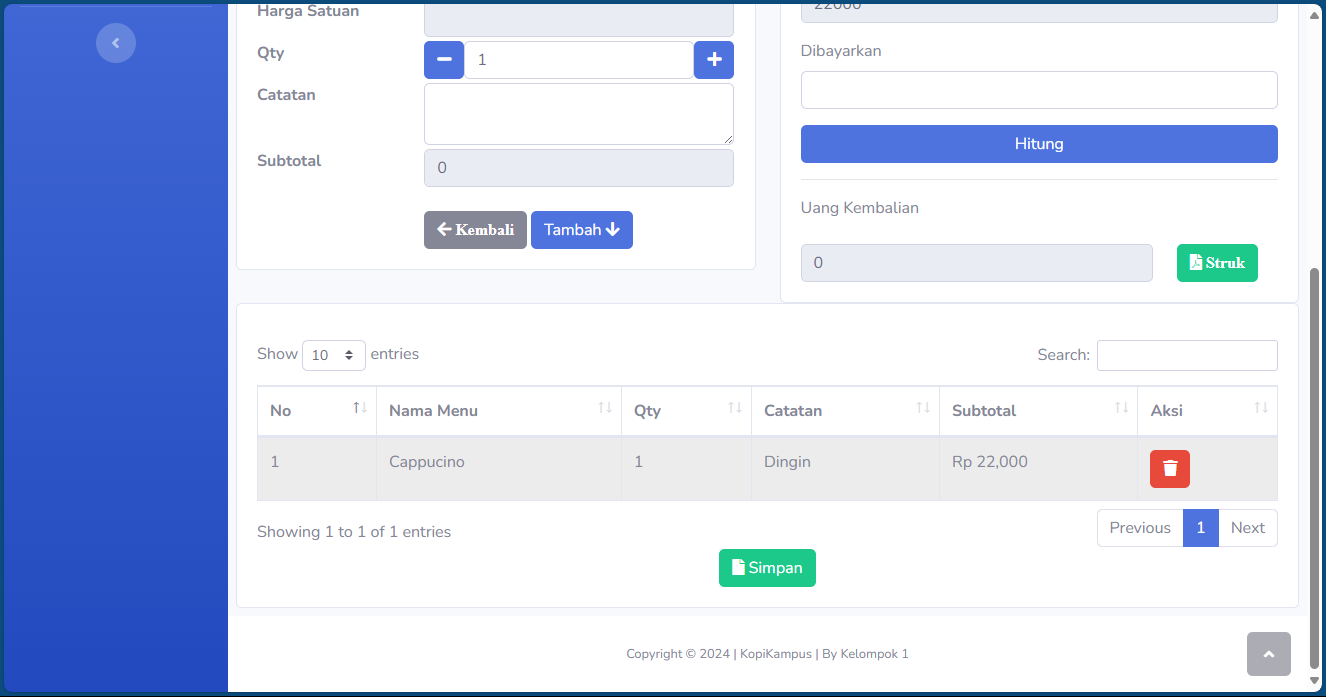 Harga Satuan
Qty
1
Catatan
Subtotal
0
Kembali
Tambah
22000
Dibayarkan
Hitung
Uang Kembalian
0
Struk
Show 10 entries
Search:
No Nama Menu Qty Catatan Subtotal Aksi
1 Cappucino 1 Dingin Rp 22,000
Showing 1 to 1 of 1 entries
Previous 1 Next
Simpan
Copyright © 2024 | KopiKampus | By Kelompok 1